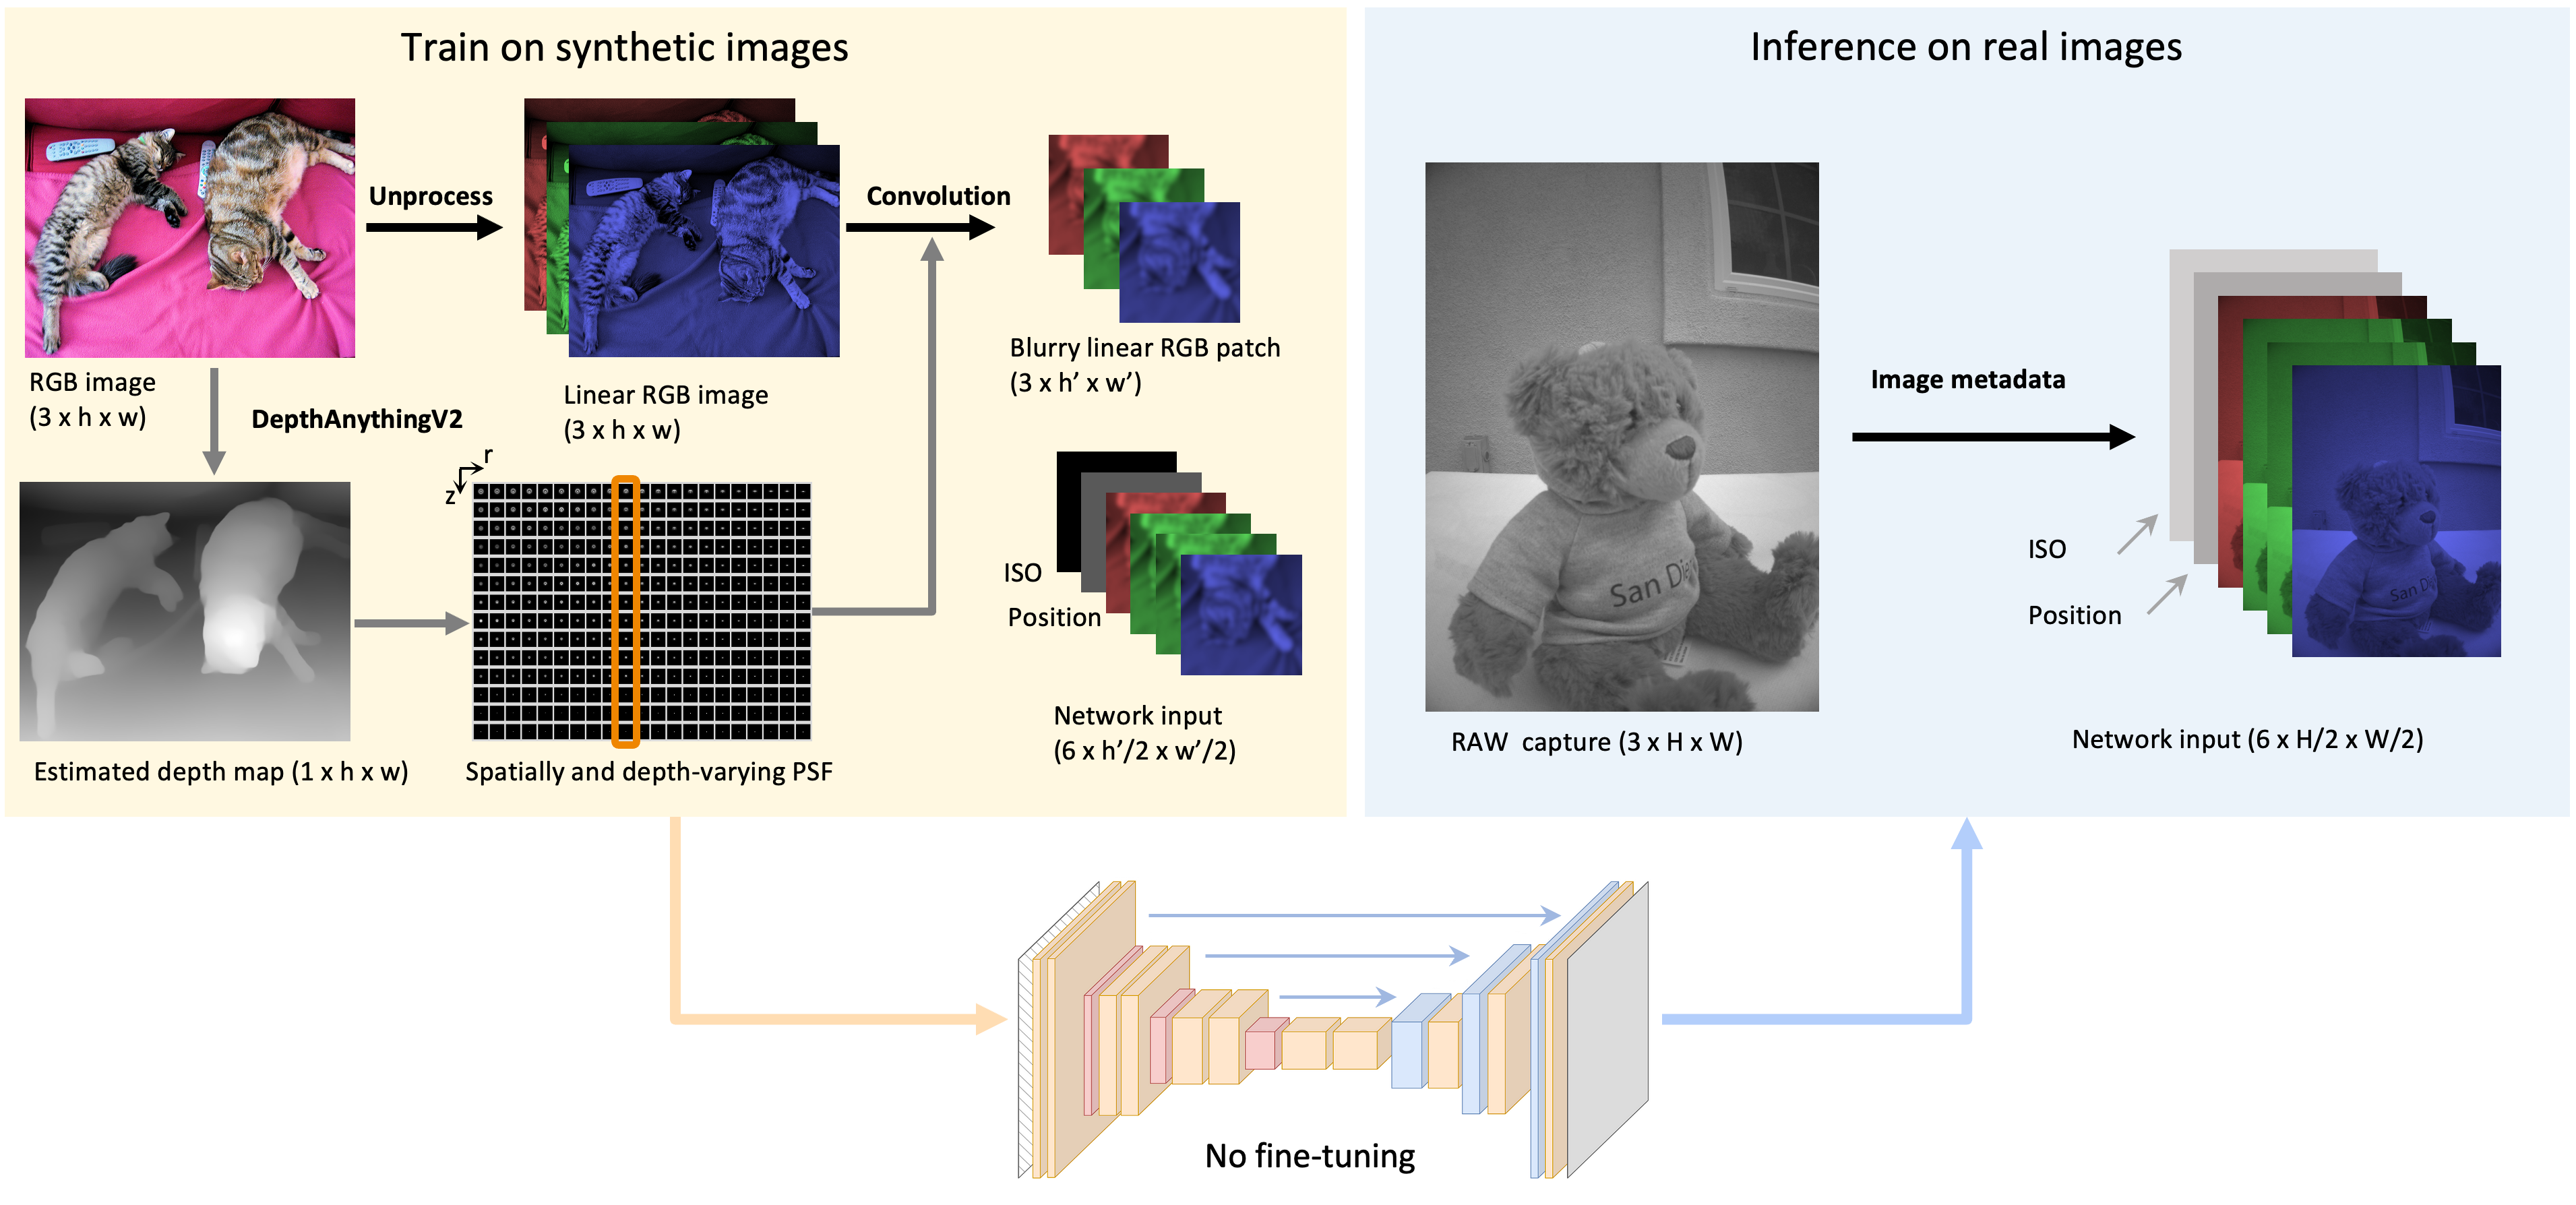 Train on synthetic images
Unprocess
Convolution
RGB image
(3 x h x w)
DepthAnythingV2
Linear RGB image
(3 x h x w)
Blurry linear RGB patch
(3 x h’ x w’)
r
z
ISO
Position
Network input
(6 x h’/2 x w’/2)
Estimated depth map (1 x h x w)
Spatially and depth-varying PSF
Inference on real images
Image metadata
San Die
ISO
Position
San D
RAW capture (3 x H x W)
Network input (6 x H/2 x W/2)
No fine-tuning